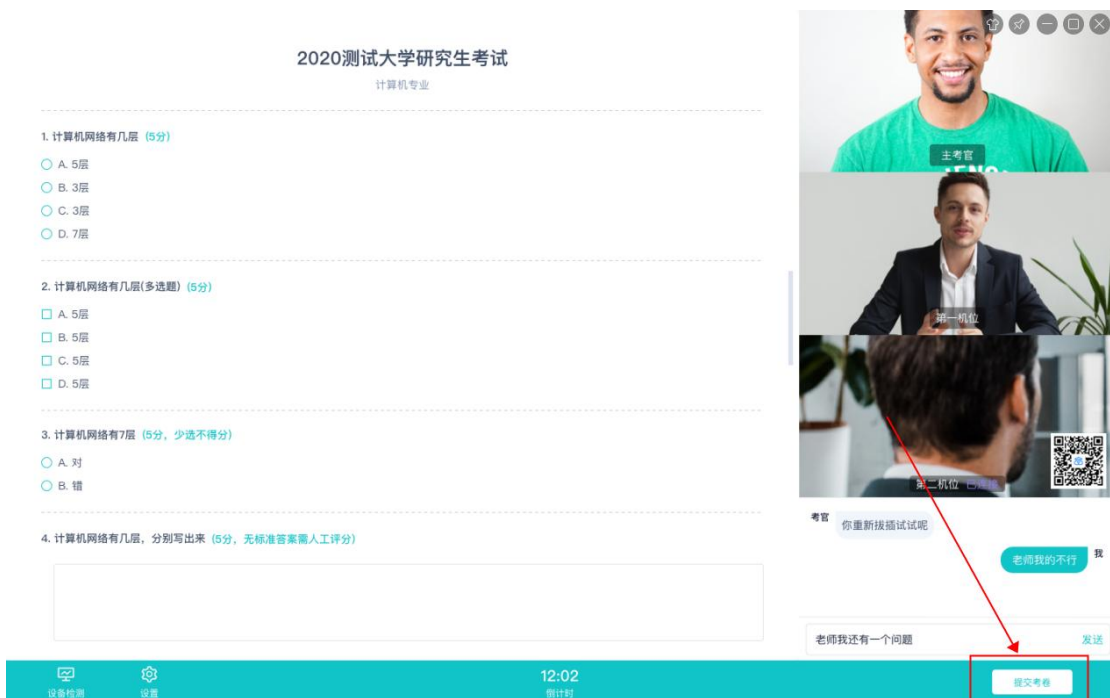 2020测试大学研究生考试
计算机专业
1. 计算机网络有几层 (5分)
A. 5层
B. 3层
C. 3层
D. 7层
2. 计算机网络有几层(多选题) (5分)
A. 5层
B. 5层
C. 5层
D. 5层
3. 计算机网络有7层 (5分，少选不得分)
A. 对
B. 错
4. 计算机网络有几层，分别写出来 (5分，无标准答案需人工评分)
主考官
第一机位
第二机位 已连接
考官
你重新拔插试试呢
老师我的不行
我
老师我还有一个问题
发送
设备检测
设置
12:02
倒计时
提交考卷